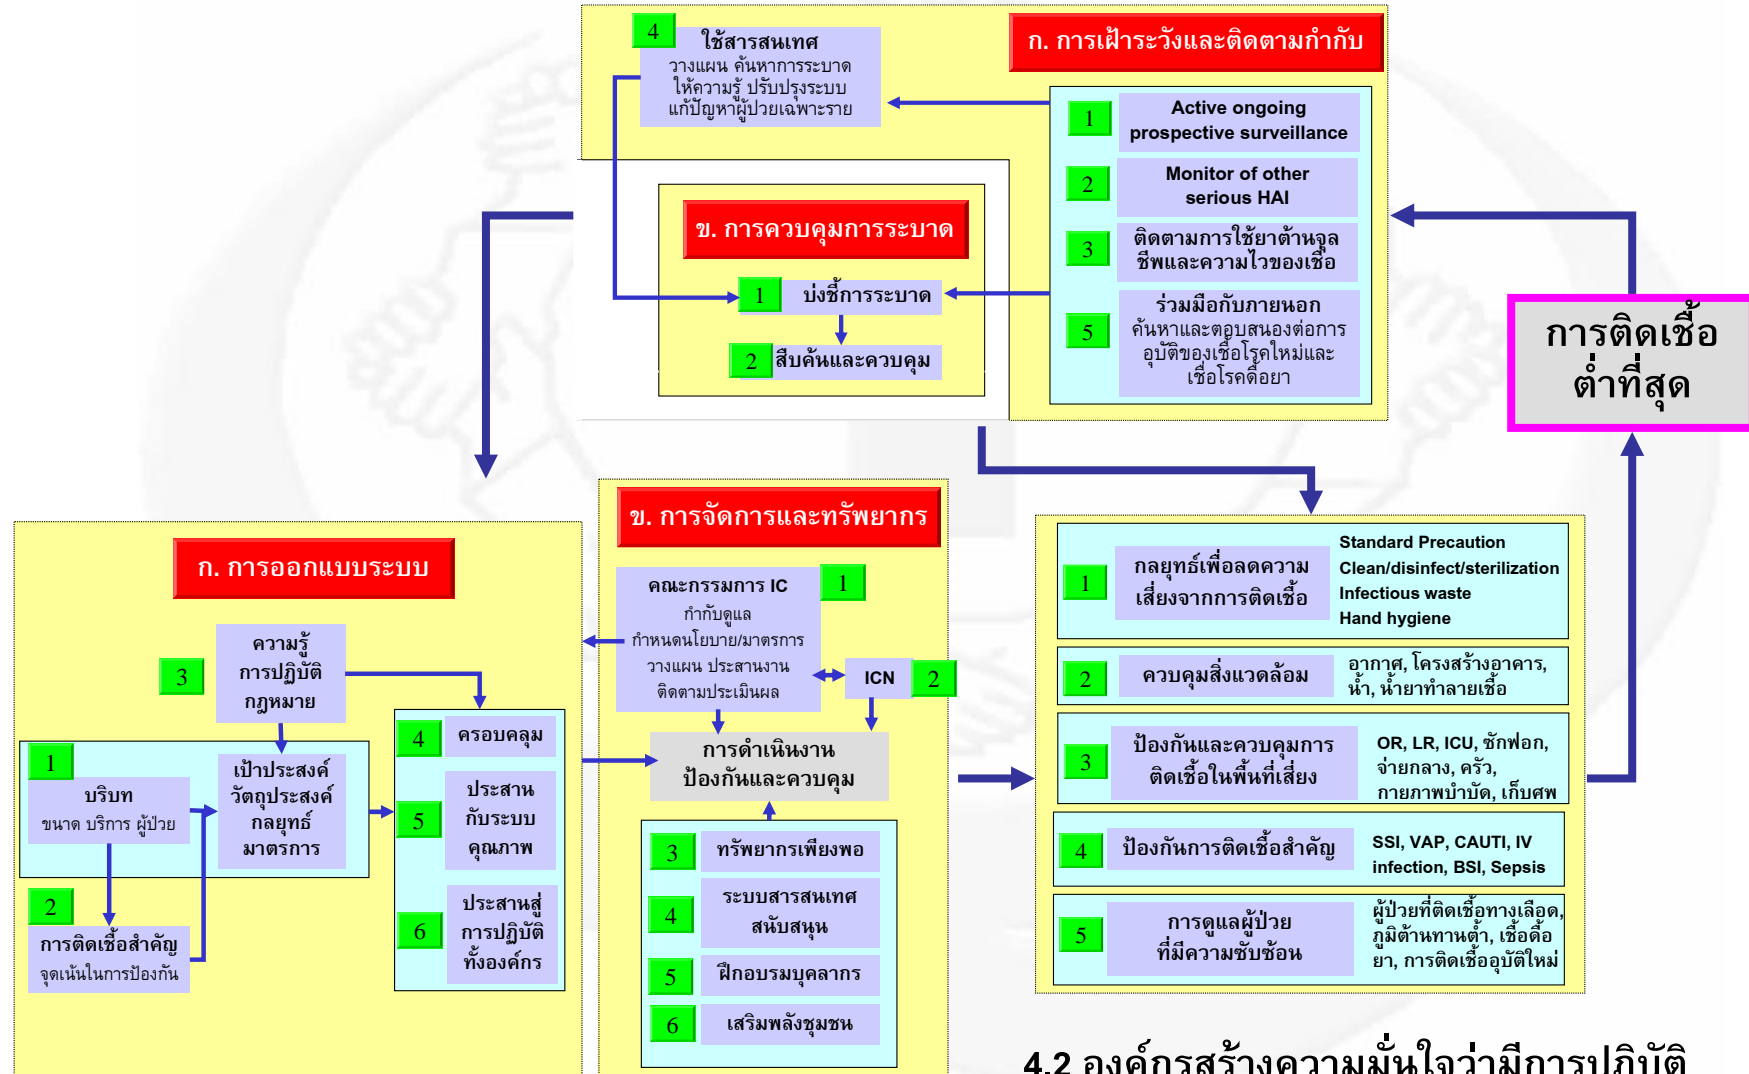 4
ใช้สารสนเทศ
วางแผน ค้นหาการระบาด
ให้ความรู้ ปรับปรุงระบบ
แก้ปัญหาผู้ป่วยเฉพาะราย
ก. การเฝ้าระวังและติดตามกำกับ
1
Active ongoing
prospective surveillance
2
Monitor of other
serious HAI
3
ติดตามการใช้ยาต้านจุล
ชีพและความไวของเชื้อ
5
ร่วมมือกับภายนอก
ค้นหาและตอบสนองต่อการ
อุบัติของเชื้อโรคใหม่และ
เชื้อโรคดื้อยา
ข. การควบคุมการระบาด
1
บ่งชี้การระบาด
2
สืบค้นและควบคุม
การติดเชื้อ
ต่ำที่สุด
ก. การออกแบบระบบ
3
ความรู้
การปฏิบัติ
กฎหมาย
1
บริบท
ขนาด บริการ ผู้ป่วย
เป้าประสงค์
วัตถุประสงค์
กลยุทธ์
มาตรการ
2
การติดเชื้อสำคัญ
จุดเน้นในการป้องกัน
4
ครอบคลุม
5
ประสาน
กับระบบ
คุณภาพ
6
ประสานสู่
การปฏิบัติ
ทั้งองค์กร
ข. การจัดการและทรัพยากร
1
คณะกรรมการ IC
กำกับดูแล
กำหนดนโยบาย/มาตรการ
วางแผน ประสานงาน
ติดตามประเมินผล
ICN
2
การดำเนินงาน
ป้องกันและควบคุม
3
ทรัพยากรเพียงพอ
4
ระบบสารสนเทศ
สนับสนุน
5
ฝึกอบรมบุคลากร
6
เสริมพลังชุมชน
1
กลยุทธ์เพื่อลดความ
เสี่ยงจากการติดเชื้อ
Standard Precaution
Clean/disinfect/sterilization
Infectious waste
Hand hygiene
2
ควบคุมสิ่งแวดล้อม
อากาศ, โครงสร้างอาคาร,
น้ำ, น้ำยาทำลายเชื้อ
3
ป้องกันและควบคุมการ
ติดเชื้อในพื้นที่เสี่ยง
OR, LR, ICU, ซักฟอก,
จ่ายกลาง, ครัว,
กายภาพบำบัด, เก็บศพ
4
ป้องกันการติดเชื้อสำคัญ
SSI, VAP, CAUTI, IV
infection, BSI, Sepsis
5
การดูแลผู้ป่วย
ที่มีความซับซ้อน
ผู้ป่วยที่ติดเชื้อทางเลือด,
ภูมิต้านทานต่ำ, เชื้อดื้อ
ยา, การติดเชื้ออุบัติใหม่
4.2 องค์กรสร้างความมั่นใจว่ามีการปฏิบัติ